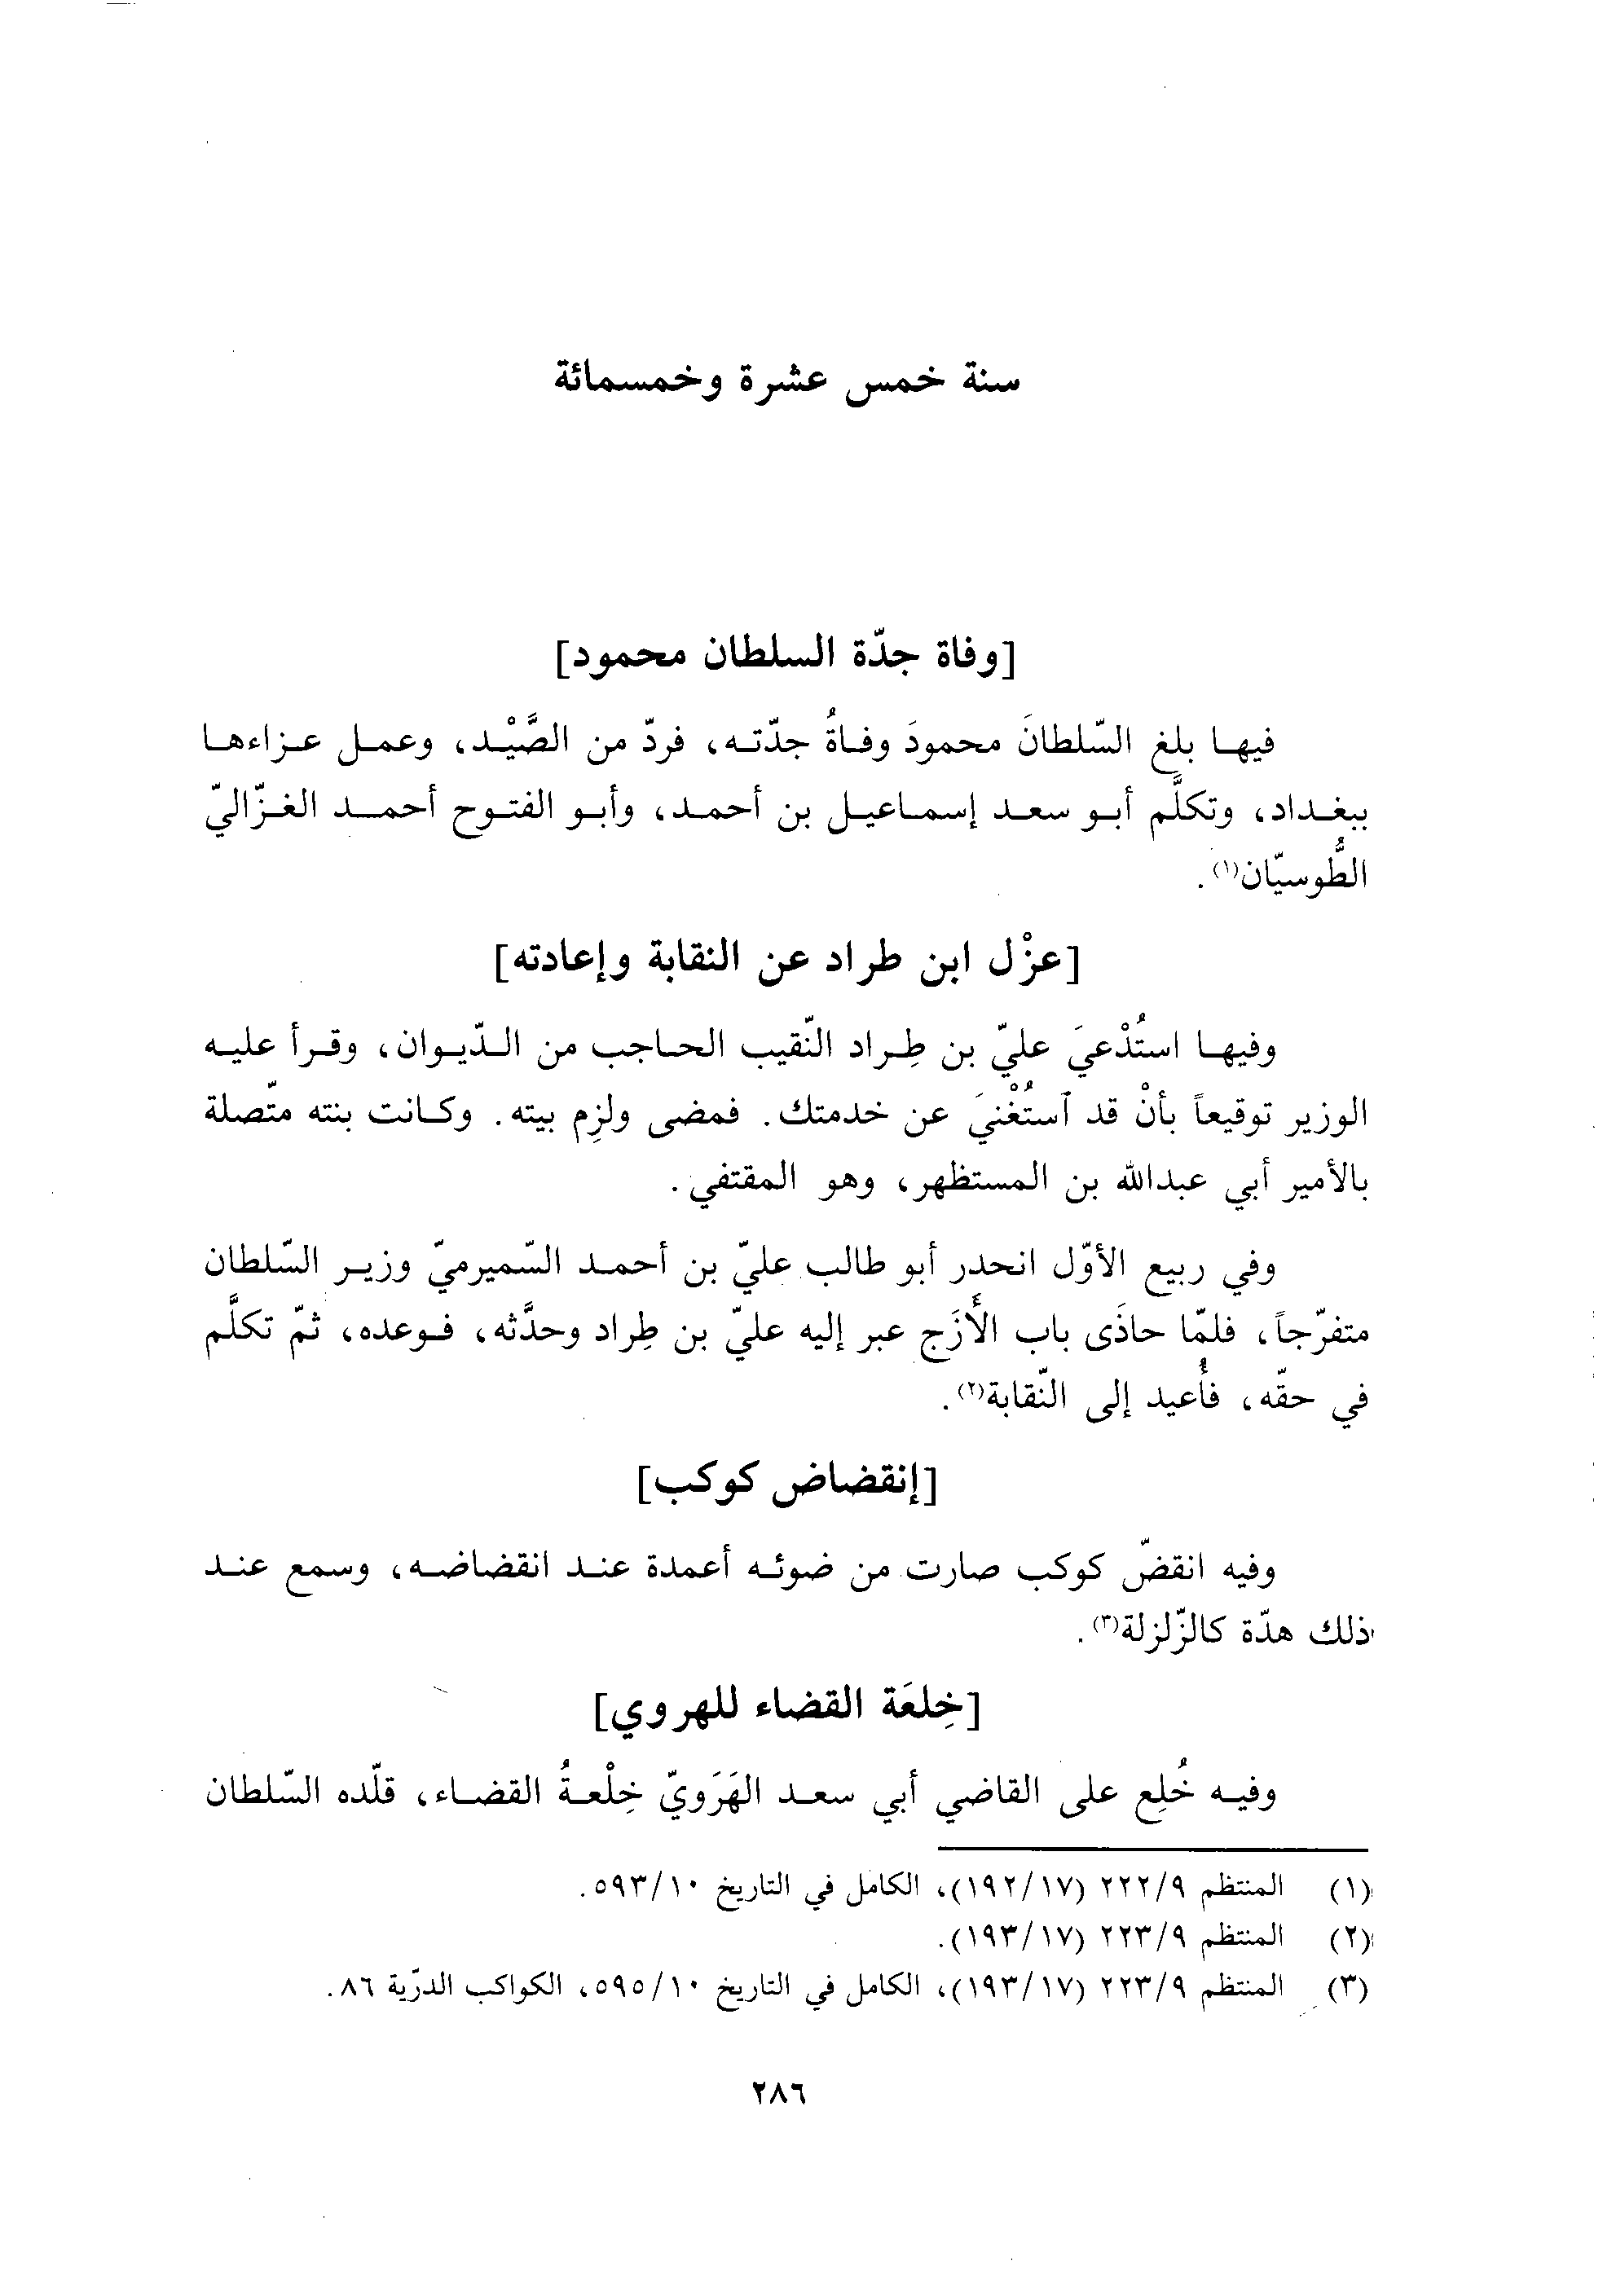 سنة خمس عشرة وخمسمائة
[وفاة جدّة السلطان محمود]
فيها بلغ السّلطانَ محمودَ وفاةُ جدّته، فردّ من الصَّيْد، وعمل عزاءها
ببغداد، وتكلَّم أبو سعد إسماعيل بن أحمد، وأبو الفتوح أحمد الغزّاليّ
الطُّوسيّان(١).
[عزْل ابن طراد عن النقابة وإعادته]
وفيها استُدْعيَ عليّ بن طِراد النّقيب الحاجب من الدّيوان، وقرأ عليه
الوزير توقيعاً بأنْ قد ٱستُغْنيَ عن خدمتك. فمضى ولزِم بيته. وكانت بنته متّصلة
بالأمير أبي عبدالله بن المستظهر، وهو المقتفي.
وفي ربيع الأوّل انحدر أبو طالب عليّ بن أحمد السّميرميّ وزير السّلطان
متفرّجاً، فلمّا حاذَى باب الأَزَج عبر إليه عليّ بن طِراد وحدَّثه، فوعده، ثمّ تكلَّم
في حقّه، فأُعيد إلى النّقابة(٢).
[إنقضاض كوكب]
وفيه انقضّ كوكب صارت من ضوئه أعمدة عند انقضاضه، وسمع عند
ذلك هدّة كالزّلزلة(٣).
[خِلعَة القضاء للهروي]
وفيه خُلِع على القاضي أبي سعد الهَرَويّ خِلْعةُ القضاء، قلّده السّلطان
(١) المنتظم ٢٢٢/٩ (١٩٢/١٧)، الكامل في التاريخ ٥٩٣/١٠.
(٢) المنتظم ٢٢٣/٩ (١٩٣/١٧).
(٣) المنتظم ٢٢٣/٩ (١٩٣/١٧)، الكامل في التاريخ ٥٩٥/١٠، الكواكب الدرّية ٨٦.
٢٨٦